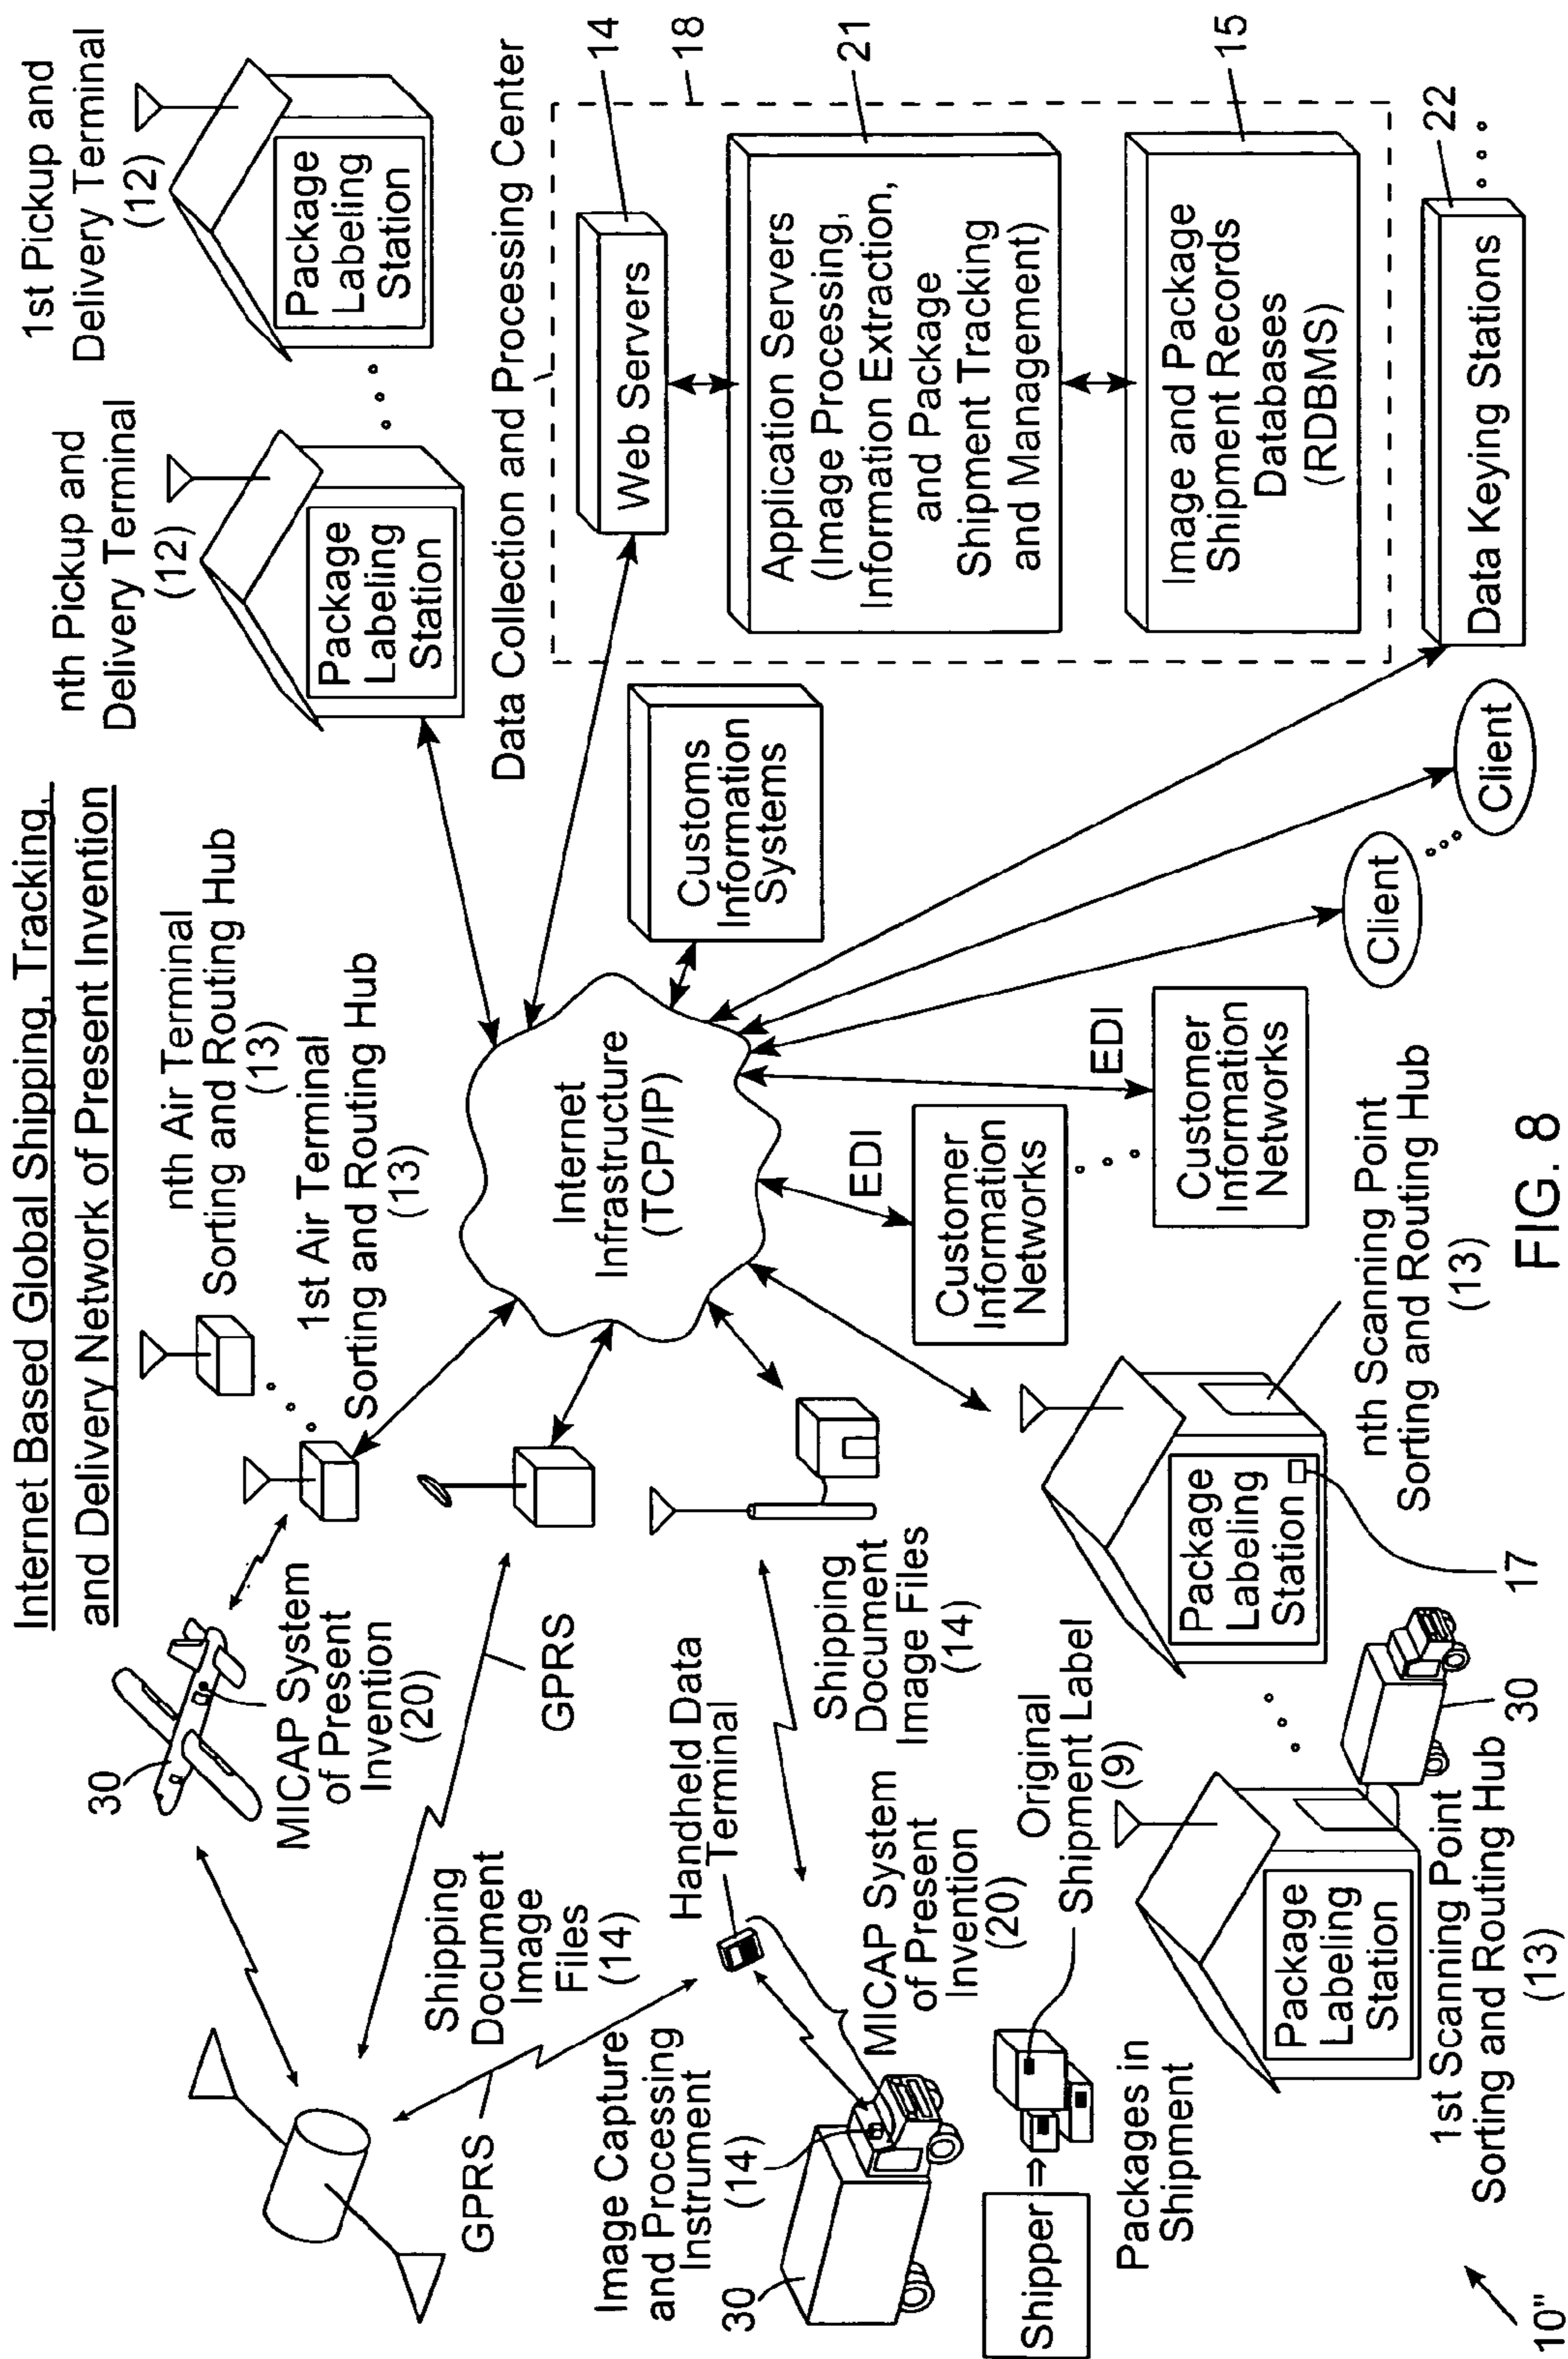 Internet Based Global Shipping, Tracking,
and Delivery Network of Present Invention
30
MICAP System
of Present
Invention
(20)
nth Air Terminal
Sorting and Routing Hub
(13)
1st Air Terminal
Sorting and Routing Hub
(13)
nth Pickup and
Delivery Terminal
(12)
Package
Labeling
Station
1st Pickup and
Delivery Terminal
(12)
Package
Labeling
Station
GPRS
GPRS
Shipping
Document
Image
Files
(14)
Internet
Infrastructure
(TCP/IP)
Data Collection and Processing Center
Web Servers
14
18
Application Servers
(Image Processing,
Information Extraction,
and Package
Shipment Tracking
and Management)
21
Image and Package
Shipment Records
Databases
(RDBMS)
15
Data Keying Stations
22
Customs
Information
Systems
Image Capture
and Processing
Instrument
(14)
30
Handheld Data
Terminal
MICAP System
of Present
Invention
(20)
Shipping
Document
Image Files
(14)
EDI
Customer
Information
Networks
EDI
Customer
Information
Networks
Client
Client
Shipper ⇒
Packages in
Shipment
Original
Shipment Label
(9)
Package
Labeling
Station
1st Scanning Point
Sorting and Routing Hub
(13)
30
Package
Labeling
Station
17
nth Scanning Point
Sorting and Routing Hub
(13)
10"
FIG. 8